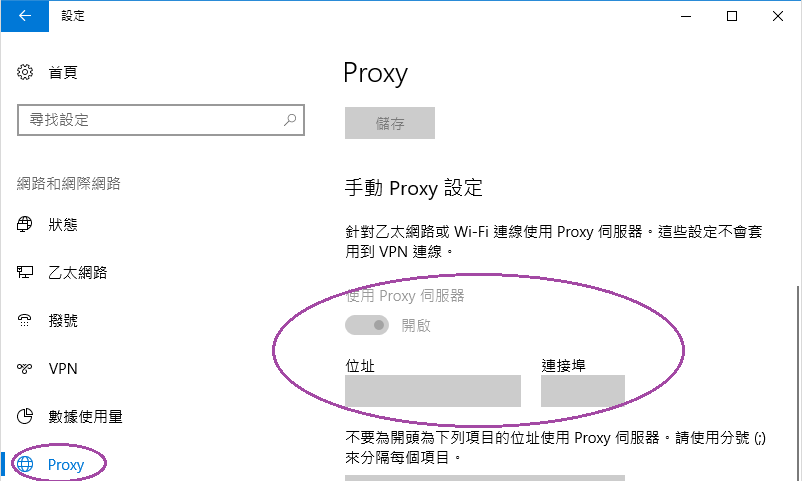 設定
首頁
尋找設定
網路和網際網路
狀態
乙太網路
撥號
VPN
數據使用量
Proxy
Proxy
儲存
手動 Proxy 設定
針對乙太網路或 Wi-Fi 連線使用 Proxy 伺服器。這些設定不會套
用到 VPN 連線。
使用 Proxy 伺服器
開啟
位址 連接埠
不要為開頭為下列項目的位址使用 Proxy 伺服器。請使用分號 (;)
來分隔每個項目。